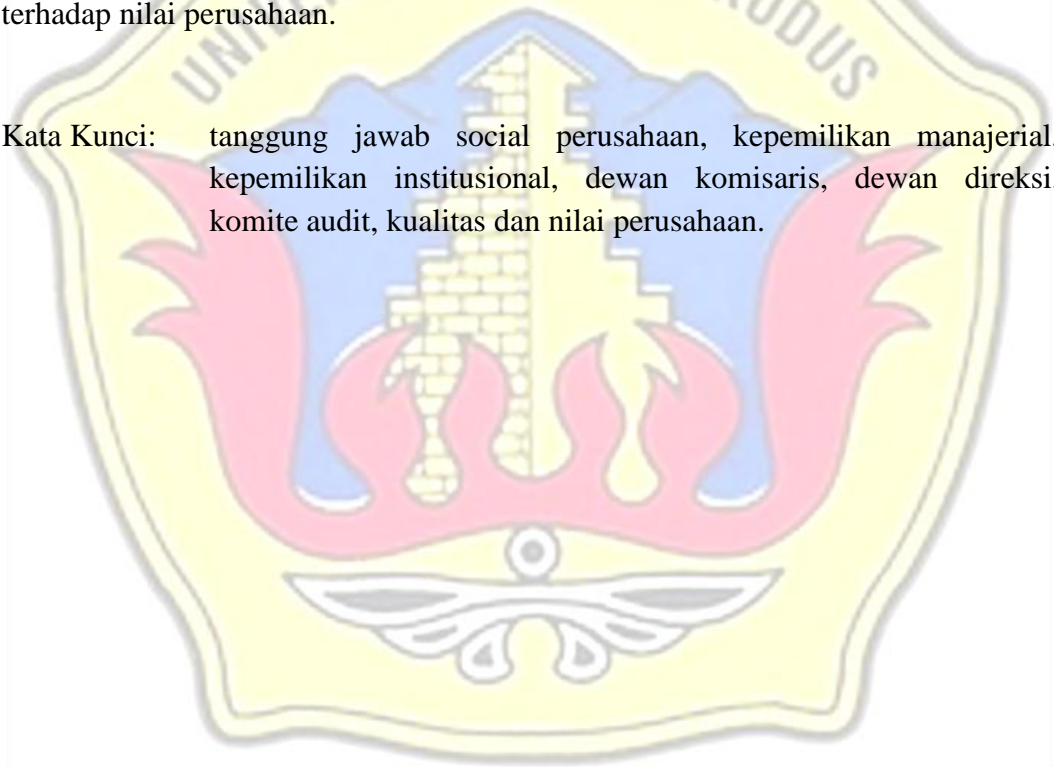 terhadap nilai perusahaan.
KUDUS
Kata Kunci: tanggung jawab social perusahaan, kepemilikan manajerial,
kepemilikan institusional, dewan komisaris, dewan direksi,
komite audit, kualitas dan nilai perusahaan.